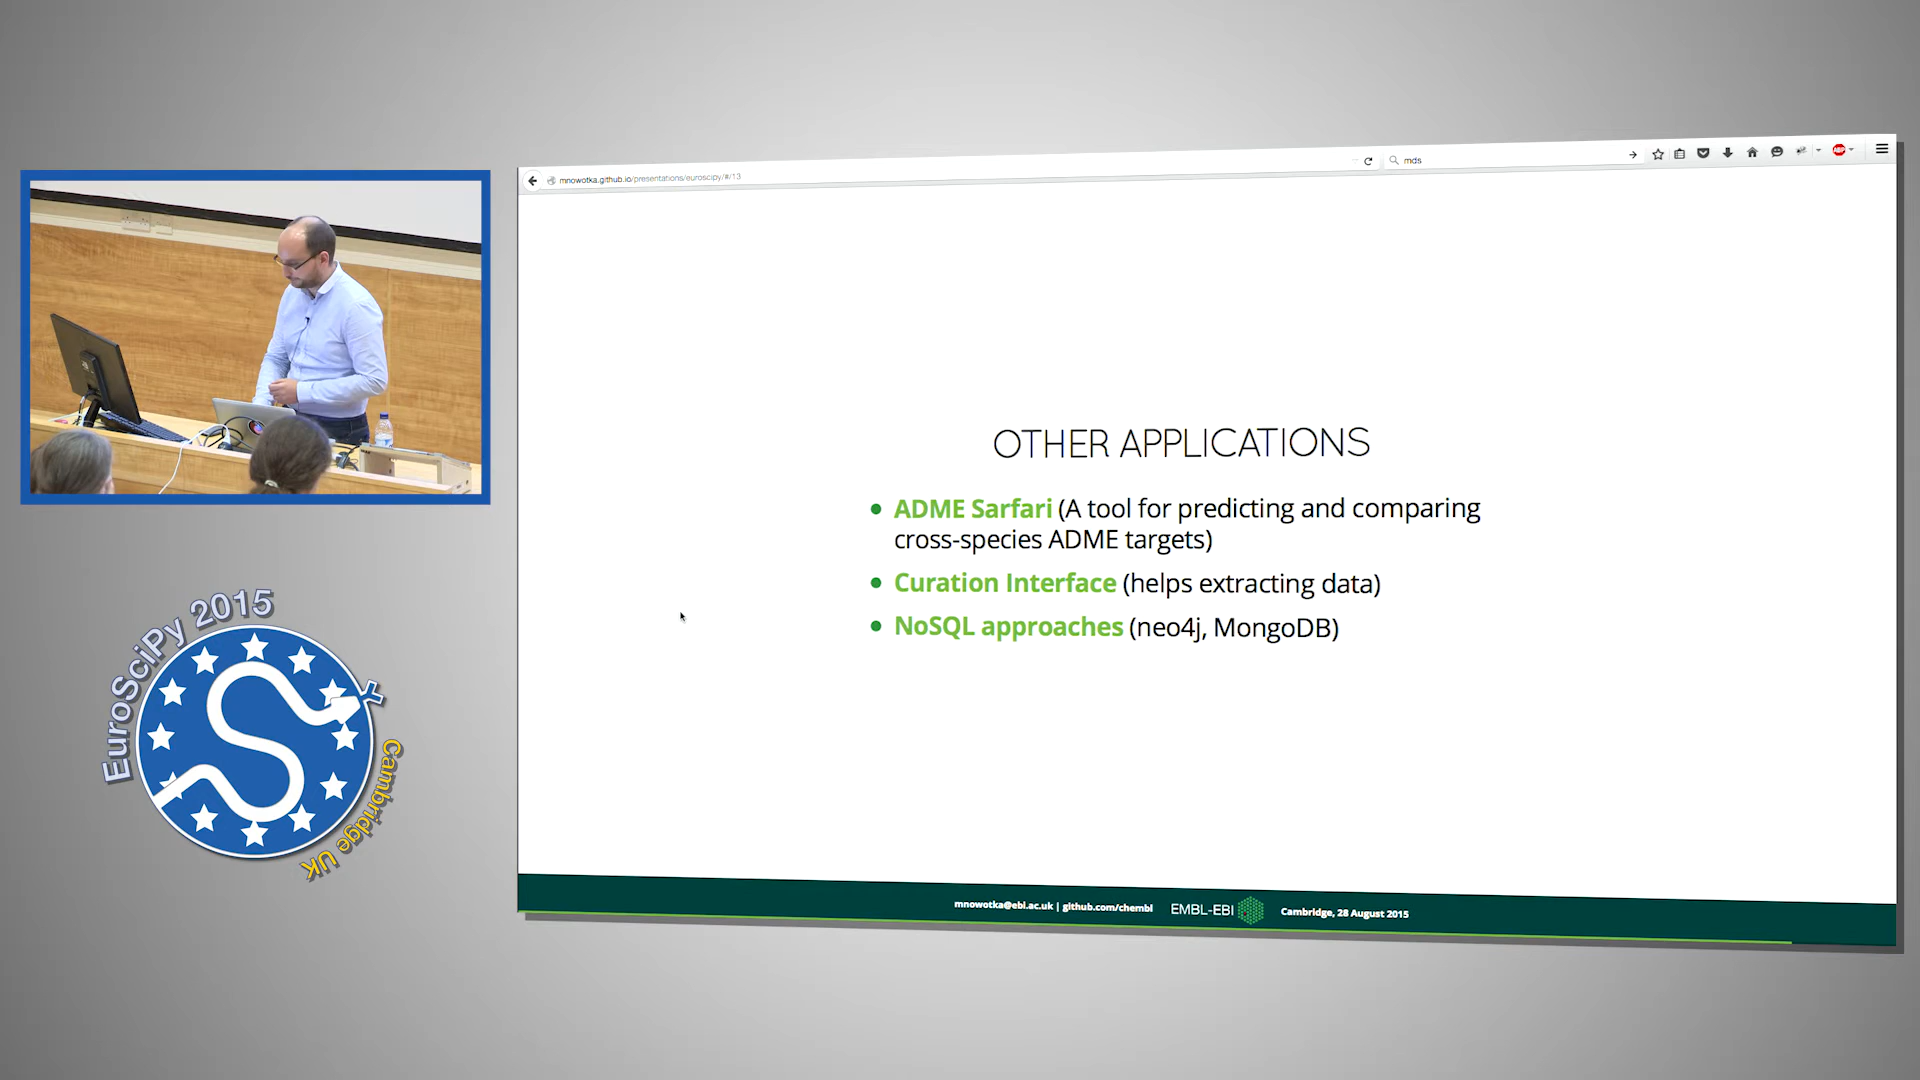 mnowotka.github.io/presentations/euroscipy/#/13
mds
ABP
OTHER APPLICATIONS
ADME Sarfari (A tool for predicting and comparing
cross-species ADME targets)
Curation Interface (helps extracting data)
NoSQL approaches (neo4j, MongoDB)
mnowotka@ebi.ac.uk | github.com/chembl
EMBL-EBI
Cambridge, 28 August 2015
EuroSciPy 2015
Cambridge UK